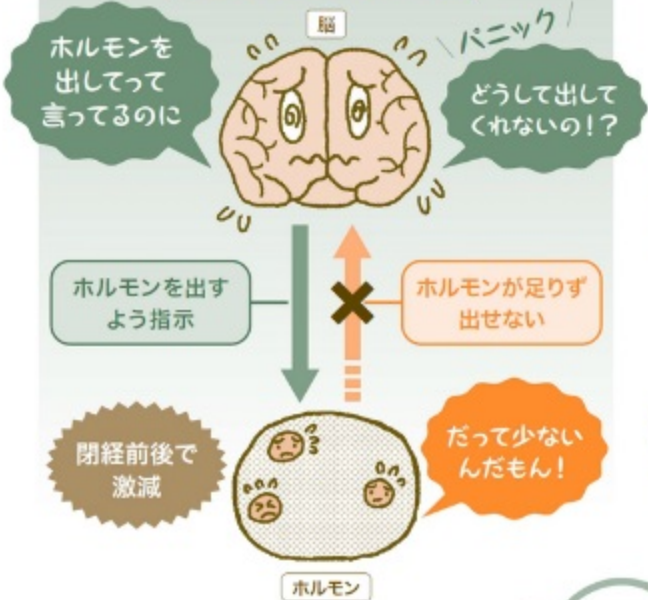 脳
パニック
ホルモンを
出してって
言ってるのに
どうして出して
くれないの!?
ホルモンを出す
よう指示
ホルモンが足りず
出せない
閉経前後で
激減
だって少ない
んだもん!
ホルモン